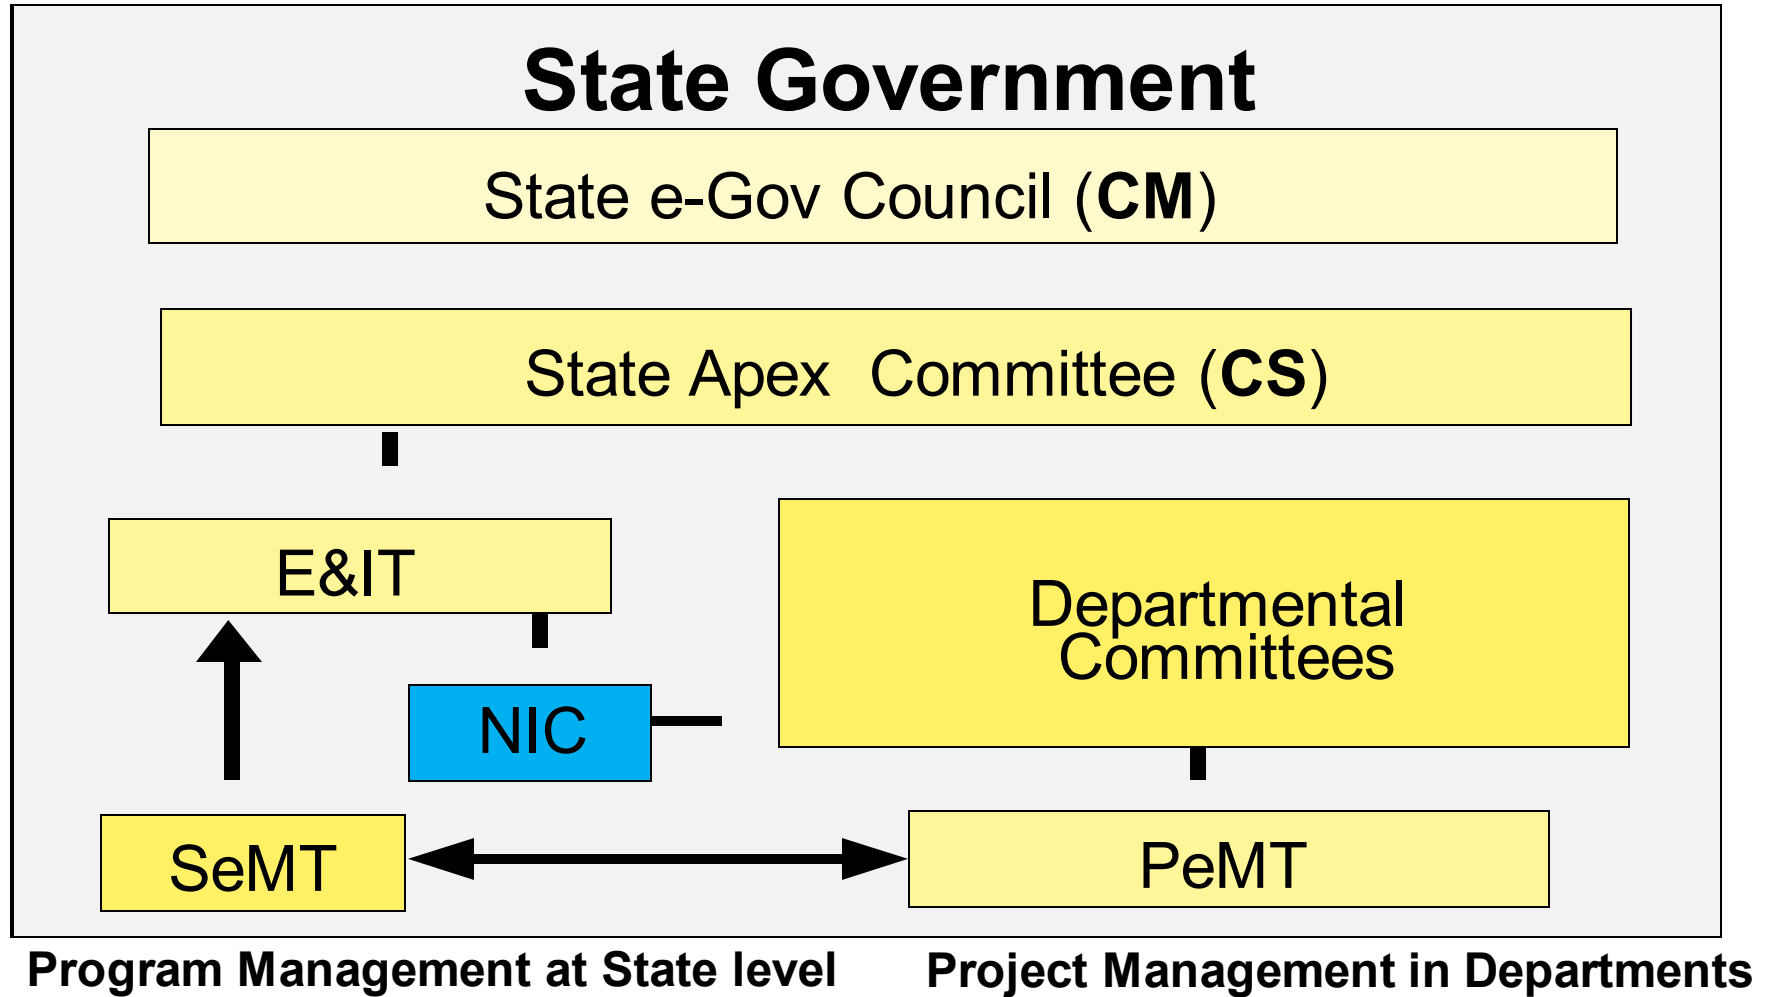 State Government
State e-Gov Council (CM)
State Apex Committee (CS)
E&IT
Departmental
Committees
NIC
SeMT
PeMT
Program Management at State level
Project Management in Departments